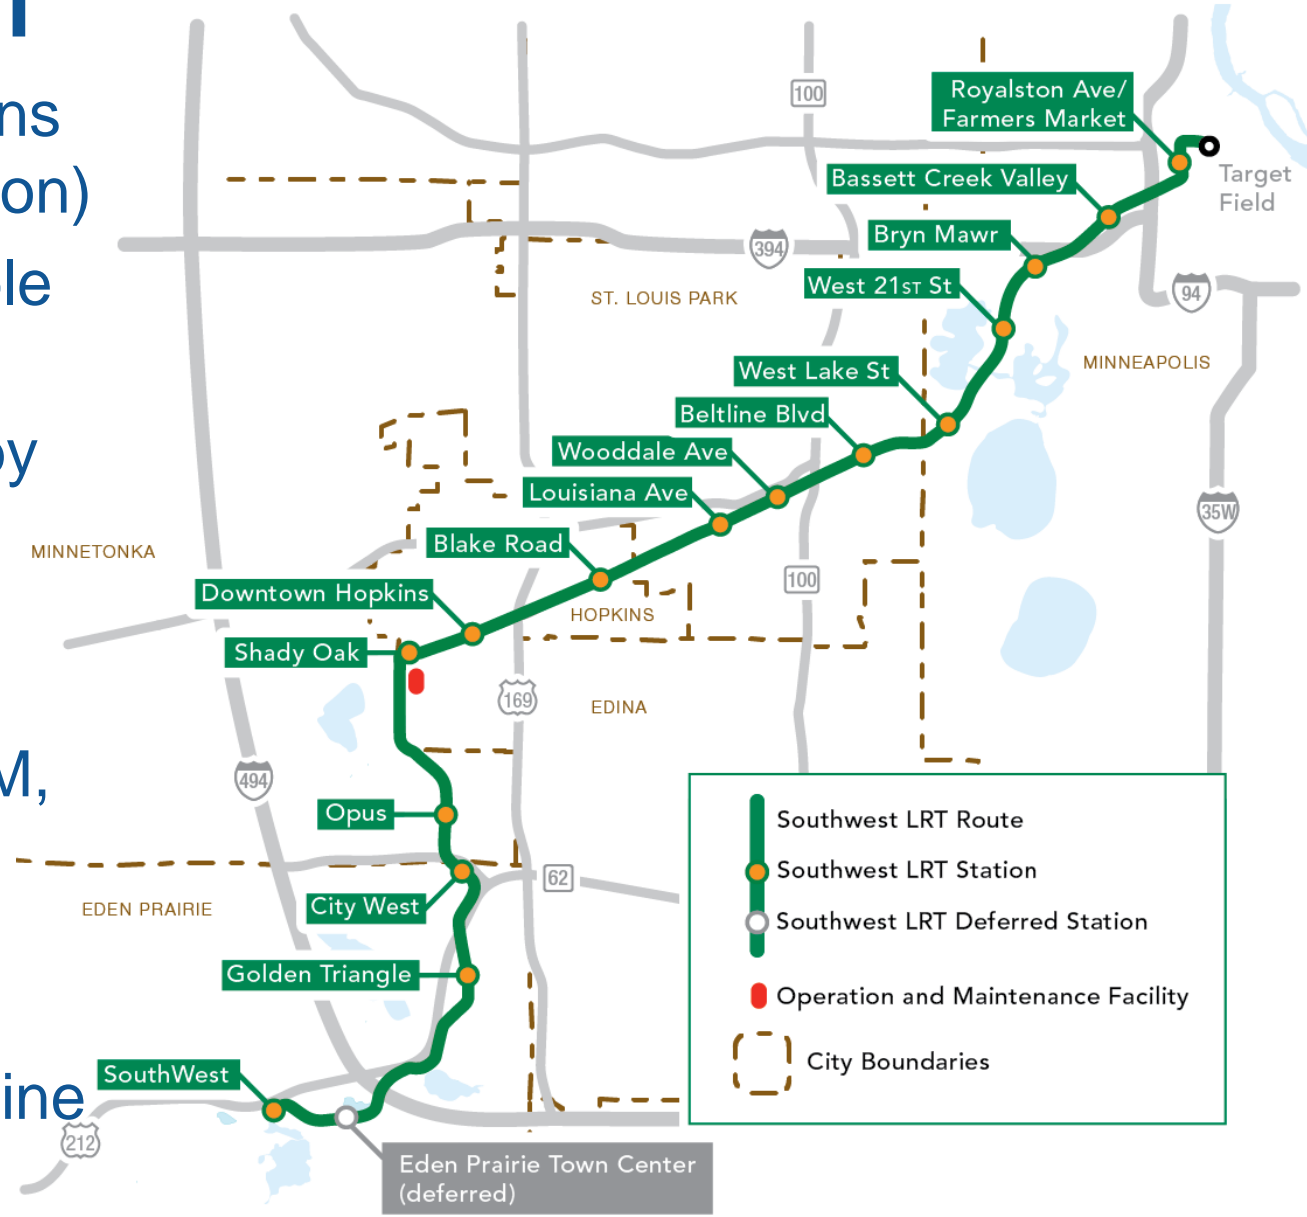 ns
on)
ole
by
M,
ine
100
Royalston Ave/
Farmers Market
Target
Field
Bassett Creek Valley
Bryn Mawr
394
West 21ST St
94
ST. LOUIS PARK
MINNEAPOLIS
West Lake St
Beltline Blvd
Wooddale Ave
Louisiana Ave
35W
Blake Road
MINNETONKA
100
Downtown Hopkins
HOPKINS
Shady Oak
169
EDINA
494
Opus
62
City West
EDEN PRAIRIE
Golden Triangle
SouthWest
212
Eden Prairie Town Center
(deferred)
Southwest LRT Route
Southwest LRT Station
Southwest LRT Deferred Station
Operation and Maintenance Facility
City Boundaries